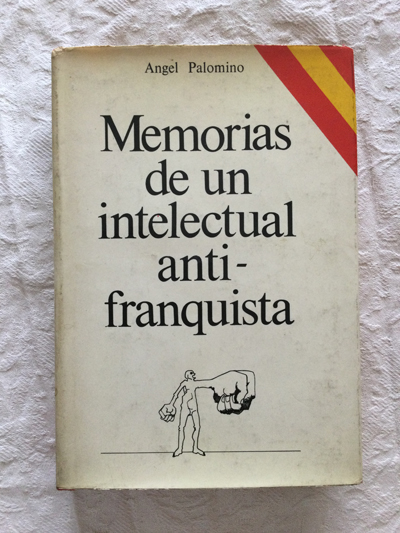 Angel Palomino
Memorias
de un
intelectual
anti-
franquista